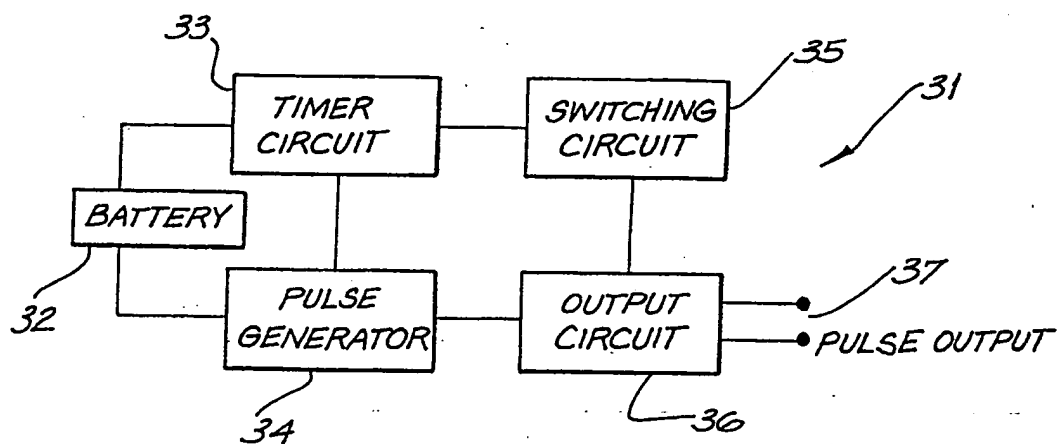 33
35
31
TIMER
CIRCUIT
SWITCHING
CIRCUIT
BATTERY
32
PULSE
GENERATOR
OUTPUT
CIRCUIT
37
PULSE OUTPUT
34
36